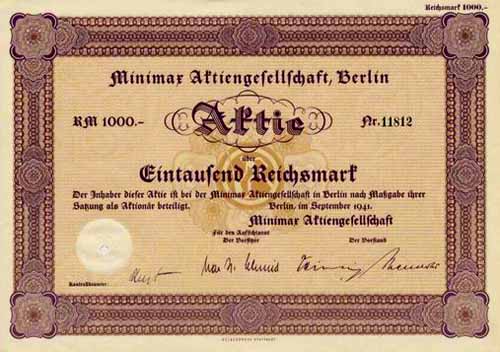 Reichsmark 1000.-
Minimax Aktiengesellschaft, Berlin
RM 1000.- Aktie Nr. 11812
über
Eintausend Reichsmark
Der Inhaber dieser Aktie ist bei der Minimax Aktiengesellschaft in Berlin nach Maßgabe ihrer
Satzung als Aktionär beteiligt. Berlin, im September 1941.
Minimax Aktiengesellschaft
Für den Aufsichtsrat
Der Vorsitzer Der Vorstand
Kontrollbeamter: